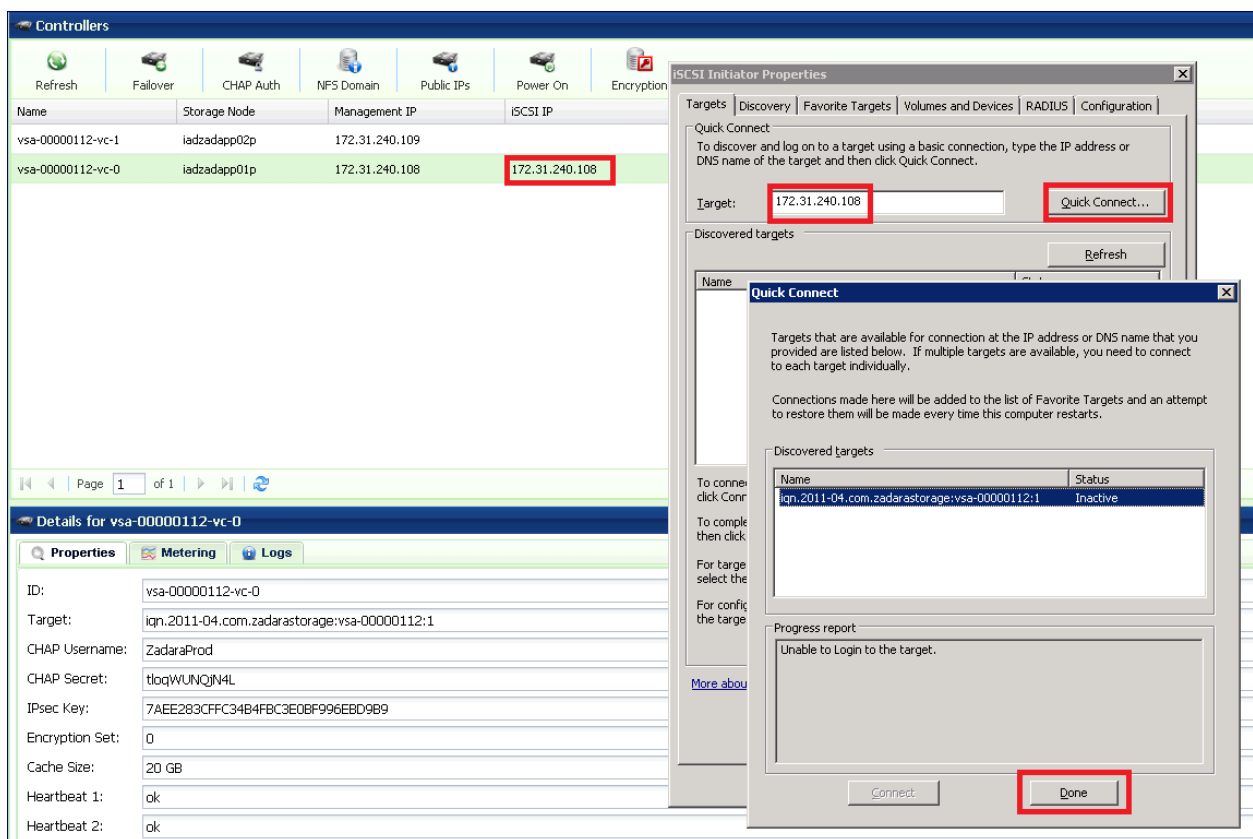 Controllers
Refresh
Failover
CHAP Auth
NFS Domain
Public IPs
Power On
Encryption
Name Storage Node Management IP iSCSI IP
vsa-00000112-vc-1 iadzadapp02p 172.31.240.109
vsa-00000112-vc-0 iadzadapp01p 172.31.240.108 172.31.240.108
Page 1 of 1
Details for vsa-00000112-vc-0
Properties Metering Logs
ID: vsa-00000112-vc-0
Target: iqn.2011-04.com.zadarastorage:vsa-00000112:1
CHAP Username: ZadaraProd
CHAP Secret: tloqWUNQjN4L
IPsec Key: 7AEE283CFFC34B4FBC3E0BF996EBD9B9
Encryption Set: 0
Cache Size: 20 GB
Heartbeat 1: ok
Heartbeat 2: ok
iSCSI Initiator Properties
Targets Discovery Favorite Targets Volumes and Devices RADIUS Configuration
Quick Connect
To discover and log on to a target using a basic connection, type the IP address or
DNS name of the target and then click Quick Connect.
Target: 172.31.240.108 Quick Connect...
Discovered targets
Refresh
Name
To conne
click Conr
To comple
then click
For targe
select the
For config
the targe
More abou
Quick Connect
Targets that are available for connection at the IP address or DNS name that you
provided are listed below. If multiple targets are available, you need to connect
to each target individually.
Connections made here will be added to the list of Favorite Targets and an attempt
to restore them will be made every time this computer restarts.
Discovered targets
Name Status
iqn.2011-04.com.zadarastorage:vsa-00000112:1 Inactive
Progress report
Unable to Login to the target.
Connect Done